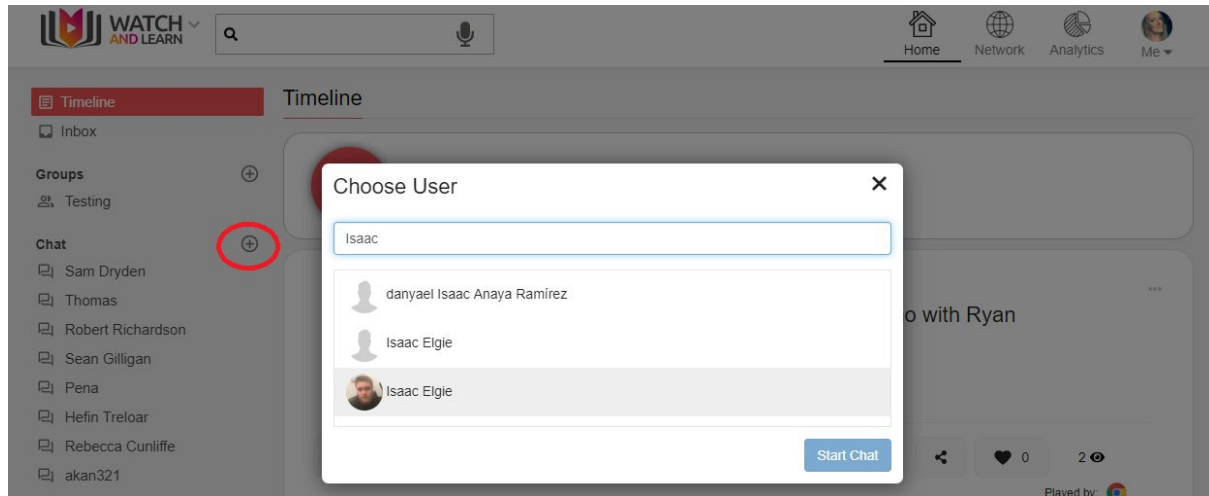 WATCH
AND LEARN
Home
Network
Analytics
Me
Timeline
Inbox
Groups
Testing
Chat
Sam Dryden
Thomas
Robert Richardson
Sean Gilligan
Pena
Hefin Treloar
Rebecca Cunliffe
akan321
Timeline
Choose User
Isaac
danyael Isaac Anaya Ramírez
Isaac Elgie
Isaac Elgie
Start Chat
o with Ryan
0
2
Played by: